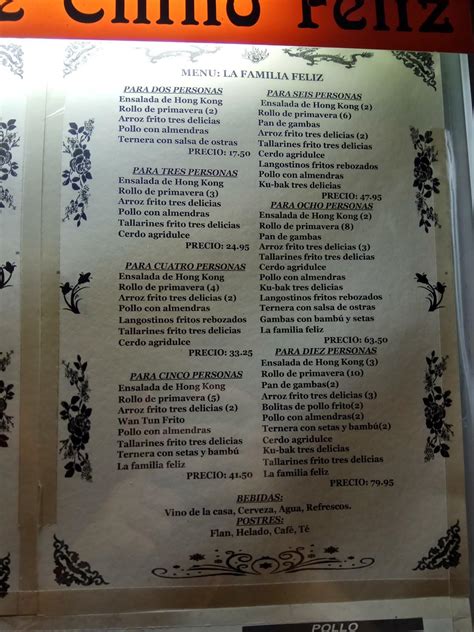 e Chino Feliz
MENU: LA FAMILIA FELIZ
PARA DOS PERSONAS
Ensalada de Hong Kong
Rollo de primavera (2)
Arroz frito tres delicias
Pollo con almendras
Ternera con salsa de ostras
PRECIO: 17.50
PARA TRES PERSONAS
Ensalada de Hong Kong
Rollo de primavera (3)
Arroz frito tres delicias
Pollo con almendras
Tallarines frito tres delicias
Cerdo agridulce
PRECIO: 24.95
PARA CUATRO PERSONAS
Ensalada de Hong Kong
Rollo de primavera (4)
Arroz frito tres delicias (2)
Pollo con almendras
Langostinos fritos rebozados
Tallarines frito tres delicias
Cerdo agridulce
PRECIO: 33.25
PARA CINCO PERSONAS
Ensalada de Hong Kong
Rollo de primavera (5)
Arroz frito tres delicias (2)
Wan Tun Frito
Pollo con almendras
Tallarines frito tres delicias
Ternera con setas y bambú
La familia feliz
PRECIO: 41.50
PARA SEIS PERSONAS
Ensalada de Hong Kong (2)
Rollo de primavera (6)
Pan de gambas
Arroz frito tres delicias (2)
Tallarines frito tres delicias
Cerdo agridulce
Langostinos fritos rebozados
Pollo con almendras
Ku-bak tres delicias
PRECIO: 47.95
PARA OCHO PERSONAS
Ensalada de Hong Kong (2)
Rollo de primavera (8)
Pan de gambas
Arroz frito tres delicias (3)
Tallarines frito tres delicias
Cerdo agridulce
Pollo con almendras
Ku-bak tres delicias
Langostinos fritos rebozados
Ternera con salsa de ostras
Gambas con bambú y setas
La familia feliz
PRECIO: 63.50
PARA DIEZ PERSONAS
Ensalada de Hong Kong (3)
Rollo de primavera (10)
Pan de gambas(2)
Arroz frito tres delicias (3)
Bolitas de pollo frito(2)
Pollo con almendras(2)
Ternera con setas y bambú(2)
Cerdo agridulce
Ku-bak tres delicias
Tallarines frito tres delicias
La familia feliz
PRECIO: 79.95
BEBIDAS:
Vino de la casa, Cerveza, Agua, Refrescos.
POSTRES:
Flan, Helado, Café, Té
POLLO